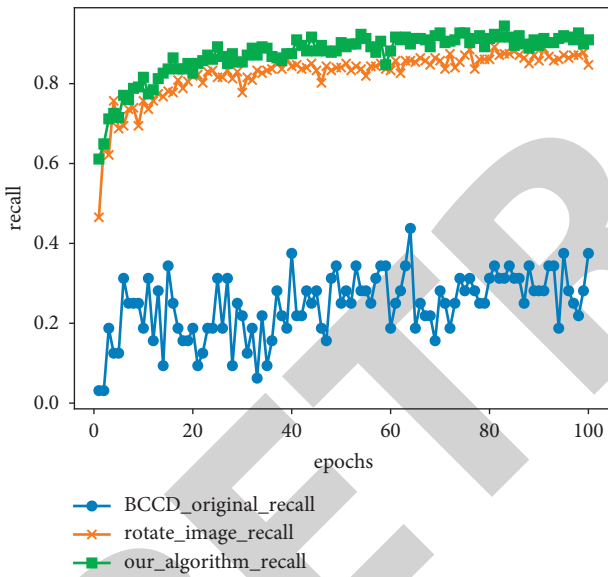 recall
0.8
0.6
0.4
0.2
0.0
0 20 40 60 80 100
epochs
BCCD_original_recall
rotate_image_recall
our_algorithm_recall